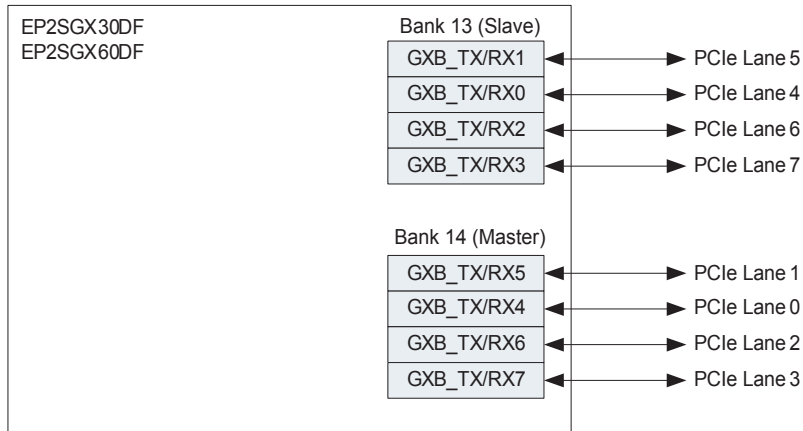 EP2SGX30DF
EP2SGX60DF
Bank 13 (Slave)
GXB_TX/RX1 PCIe Lane 5
GXB_TX/RX0 PCIe Lane 4
GXB_TX/RX2 PCIe Lane 6
GXB_TX/RX3 PCIe Lane 7
Bank 14 (Master)
GXB_TX/RX5 PCIe Lane 1
GXB_TX/RX4 PCIe Lane 0
GXB_TX/RX6 PCIe Lane 2
GXB_TX/RX7 PCIe Lane 3